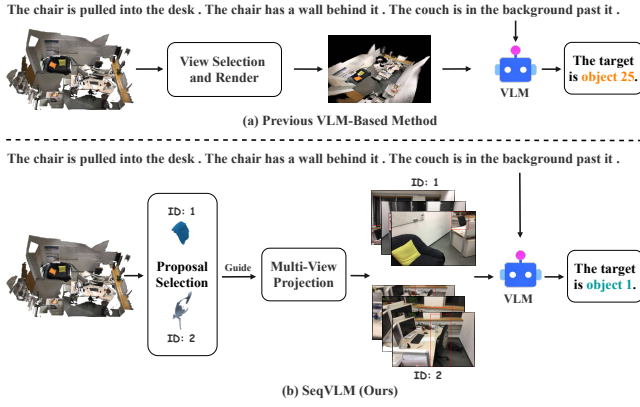 The chair is pulled into the desk . The chair has a wall behind it . The couch is in the background past it .
View Selection
and Render
VLM
The target
is object 25.
(a) Previous VLM-Based Method
The chair is pulled into the desk . The chair has a wall behind it . The couch is in the background past it .
ID: 1
Proposal
Selection
ID: 2
Guide
Multi-View
Projection
ID: 1
ID: 2
VLM
The target
is object 1.
(b) SeqVLM (Ours)